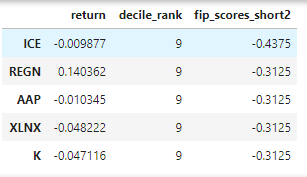 return decile_rank fip_scores_short2
ICE -0.009877 9 -0.4375
REGN 0.140362 9 -0.3125
AAP -0.010345 9 -0.3125
XLNX -0.048222 9 -0.3125
K -0.047116 9 -0.3125